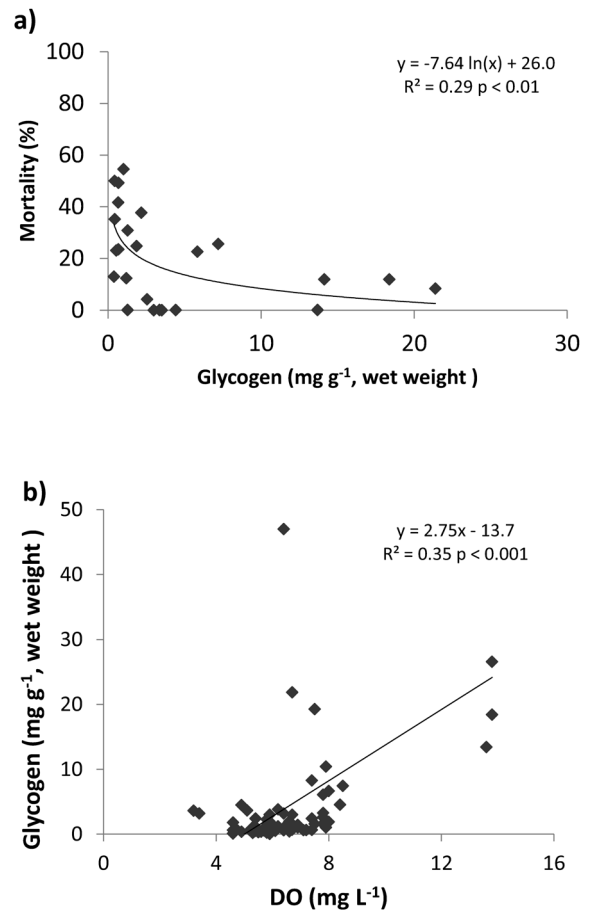 a)
y = -7.64 ln(x) + 26.0
R² = 0.29 p < 0.01
Mortality (%)
100
80
60
40
20
0
0 10 20 30
Glycogen (mg g⁻¹, wet weight )
b)
y = 2.75x - 13.7
R² = 0.35 p < 0.001
Glycogen (mg g⁻¹, wet weight )
50
40
30
20
10
0
0 4 8 12 16
DO (mg L⁻¹)